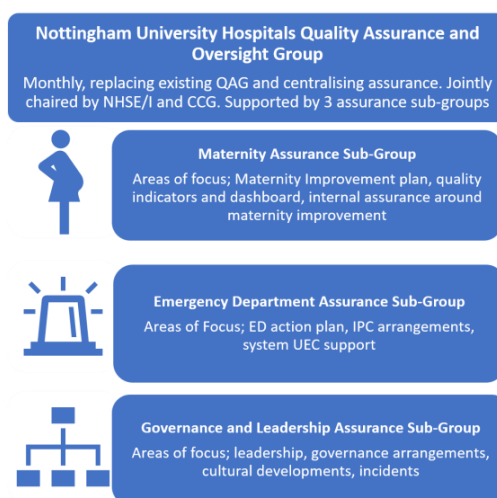 Nottingham University Hospitals Quality Assurance and
Oversight Group
Monthly, replacing existing QAG and centralising assurance. Jointly
chaired by NHSE/I and CCG. Supported by 3 assurance sub-groups
Maternity Assurance Sub-Group
Areas of focus; Maternity Improvement plan, quality
indicators and dashboard, internal assurance around
maternity improvement
Emergency Department Assurance Sub-Group
Areas of Focus; ED action plan, IPC arrangements,
system UEC support
Governance and Leadership Assurance Sub-Group
Areas of focus; leadership, governance arrangements,
cultural developments, incidents